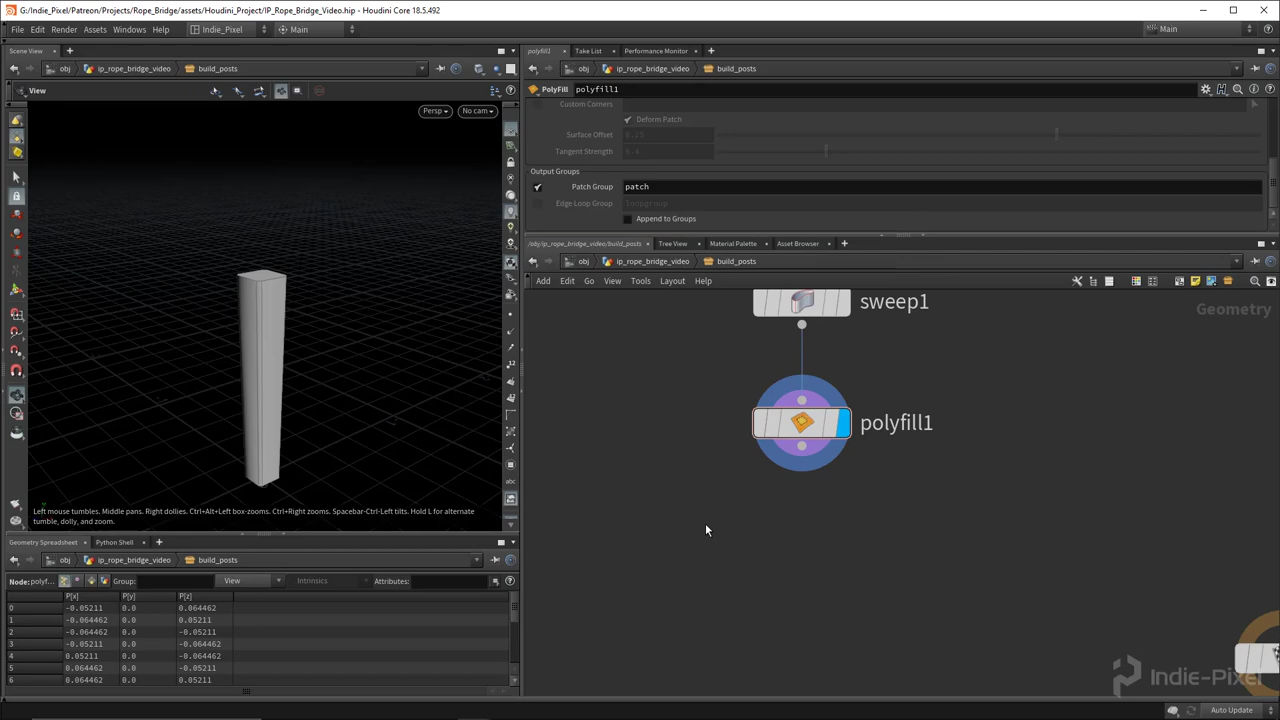 G:/Indie_Pixel/Patreon/Projects/Rope_Bridge/assets/Houdini_Project/IP_Rope_Bridge_Video.hip - Houdini Core 18.5.492
File Edit Render Assets Windows Help Indie_Pixel Main Main
Scene View
polyfill1 Take List Performance Monitor
obj ip_rope_bridge_video build_posts
obj ip_rope_bridge_video build_posts
View
PolyFill polyfill1
Custom Corners
Persp No cam
Deform Patch
Surface Offset 0.25
Tangent Strength
Output Groups
Patch Group patch
Edge Loop Group loopgroup
Append to Groups
/obj/ip_rope_bridge_video/build_posts Tree View Material Palette Asset Browser
obj ip_rope_bridge_video build_posts
Add Edit Go View Tools Layout Help
sweep1
Geometry
polyfill1
Left mouse tumbles. Middle pans. Right dollies. Ctrl+Alt+Left box-zooms. Ctrl+Right zooms. Spacebar-Ctrl-Left tilts. Hold L for alternate
tumble, dolly, and zoom.
Geometry Spreadsheet Python Shell
obj ip_rope_bridge_video build_posts
Node: polyf... Group: View Intrinsics Attributes:
P[x] P[y] P[z]
0 -0.05211 0.0 0.064462
1 -0.064462 0.0 0.05211
2 -0.064462 0.0 -0.05211
3 -0.05211 0.0 -0.064462
4 0.05211 0.0 -0.064462
5 0.064462 0.0 -0.05211
6 0.064462 0.0 0.05211
Indie-Pixel
Auto Update